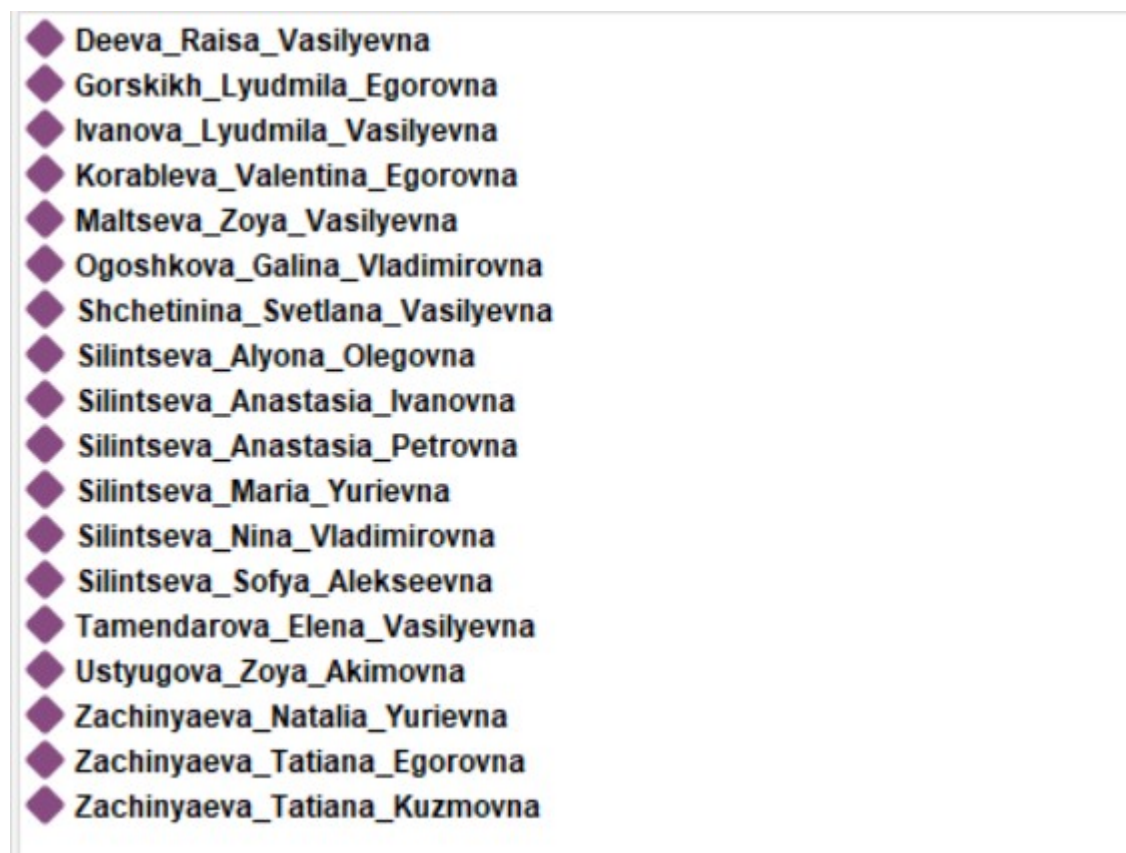 Deeva_Raisa_Vasilyevna
Gorskikh_Lyudmila_Egorovna
Ivanova_Lyudmila_Vasilyevna
Korableva_Valentina_Egorovna
Maltseva_Zoya_Vasilyevna
Ogoshkova_Galina_Vladimirovna
Shchetinina_Svetlana_Vasilyevna
Silintseva_Alyona_Olegovna
Silintseva_Anastasia_Ivanovna
Silintseva_Anastasia_Petrovna
Silintseva_Maria_Yurievna
Silintseva_Nina_Vladimirovna
Silintseva_Sofya_Alekseevna
Tamendarova_Elena_Vasilyevna
Ustyugova_Zoya_Akimovna
Zachinyaeva_Natalia_Yurievna
Zachinyaeva_Tatiana_Egorovna
Zachinyaeva_Tatiana_Kuzmovna